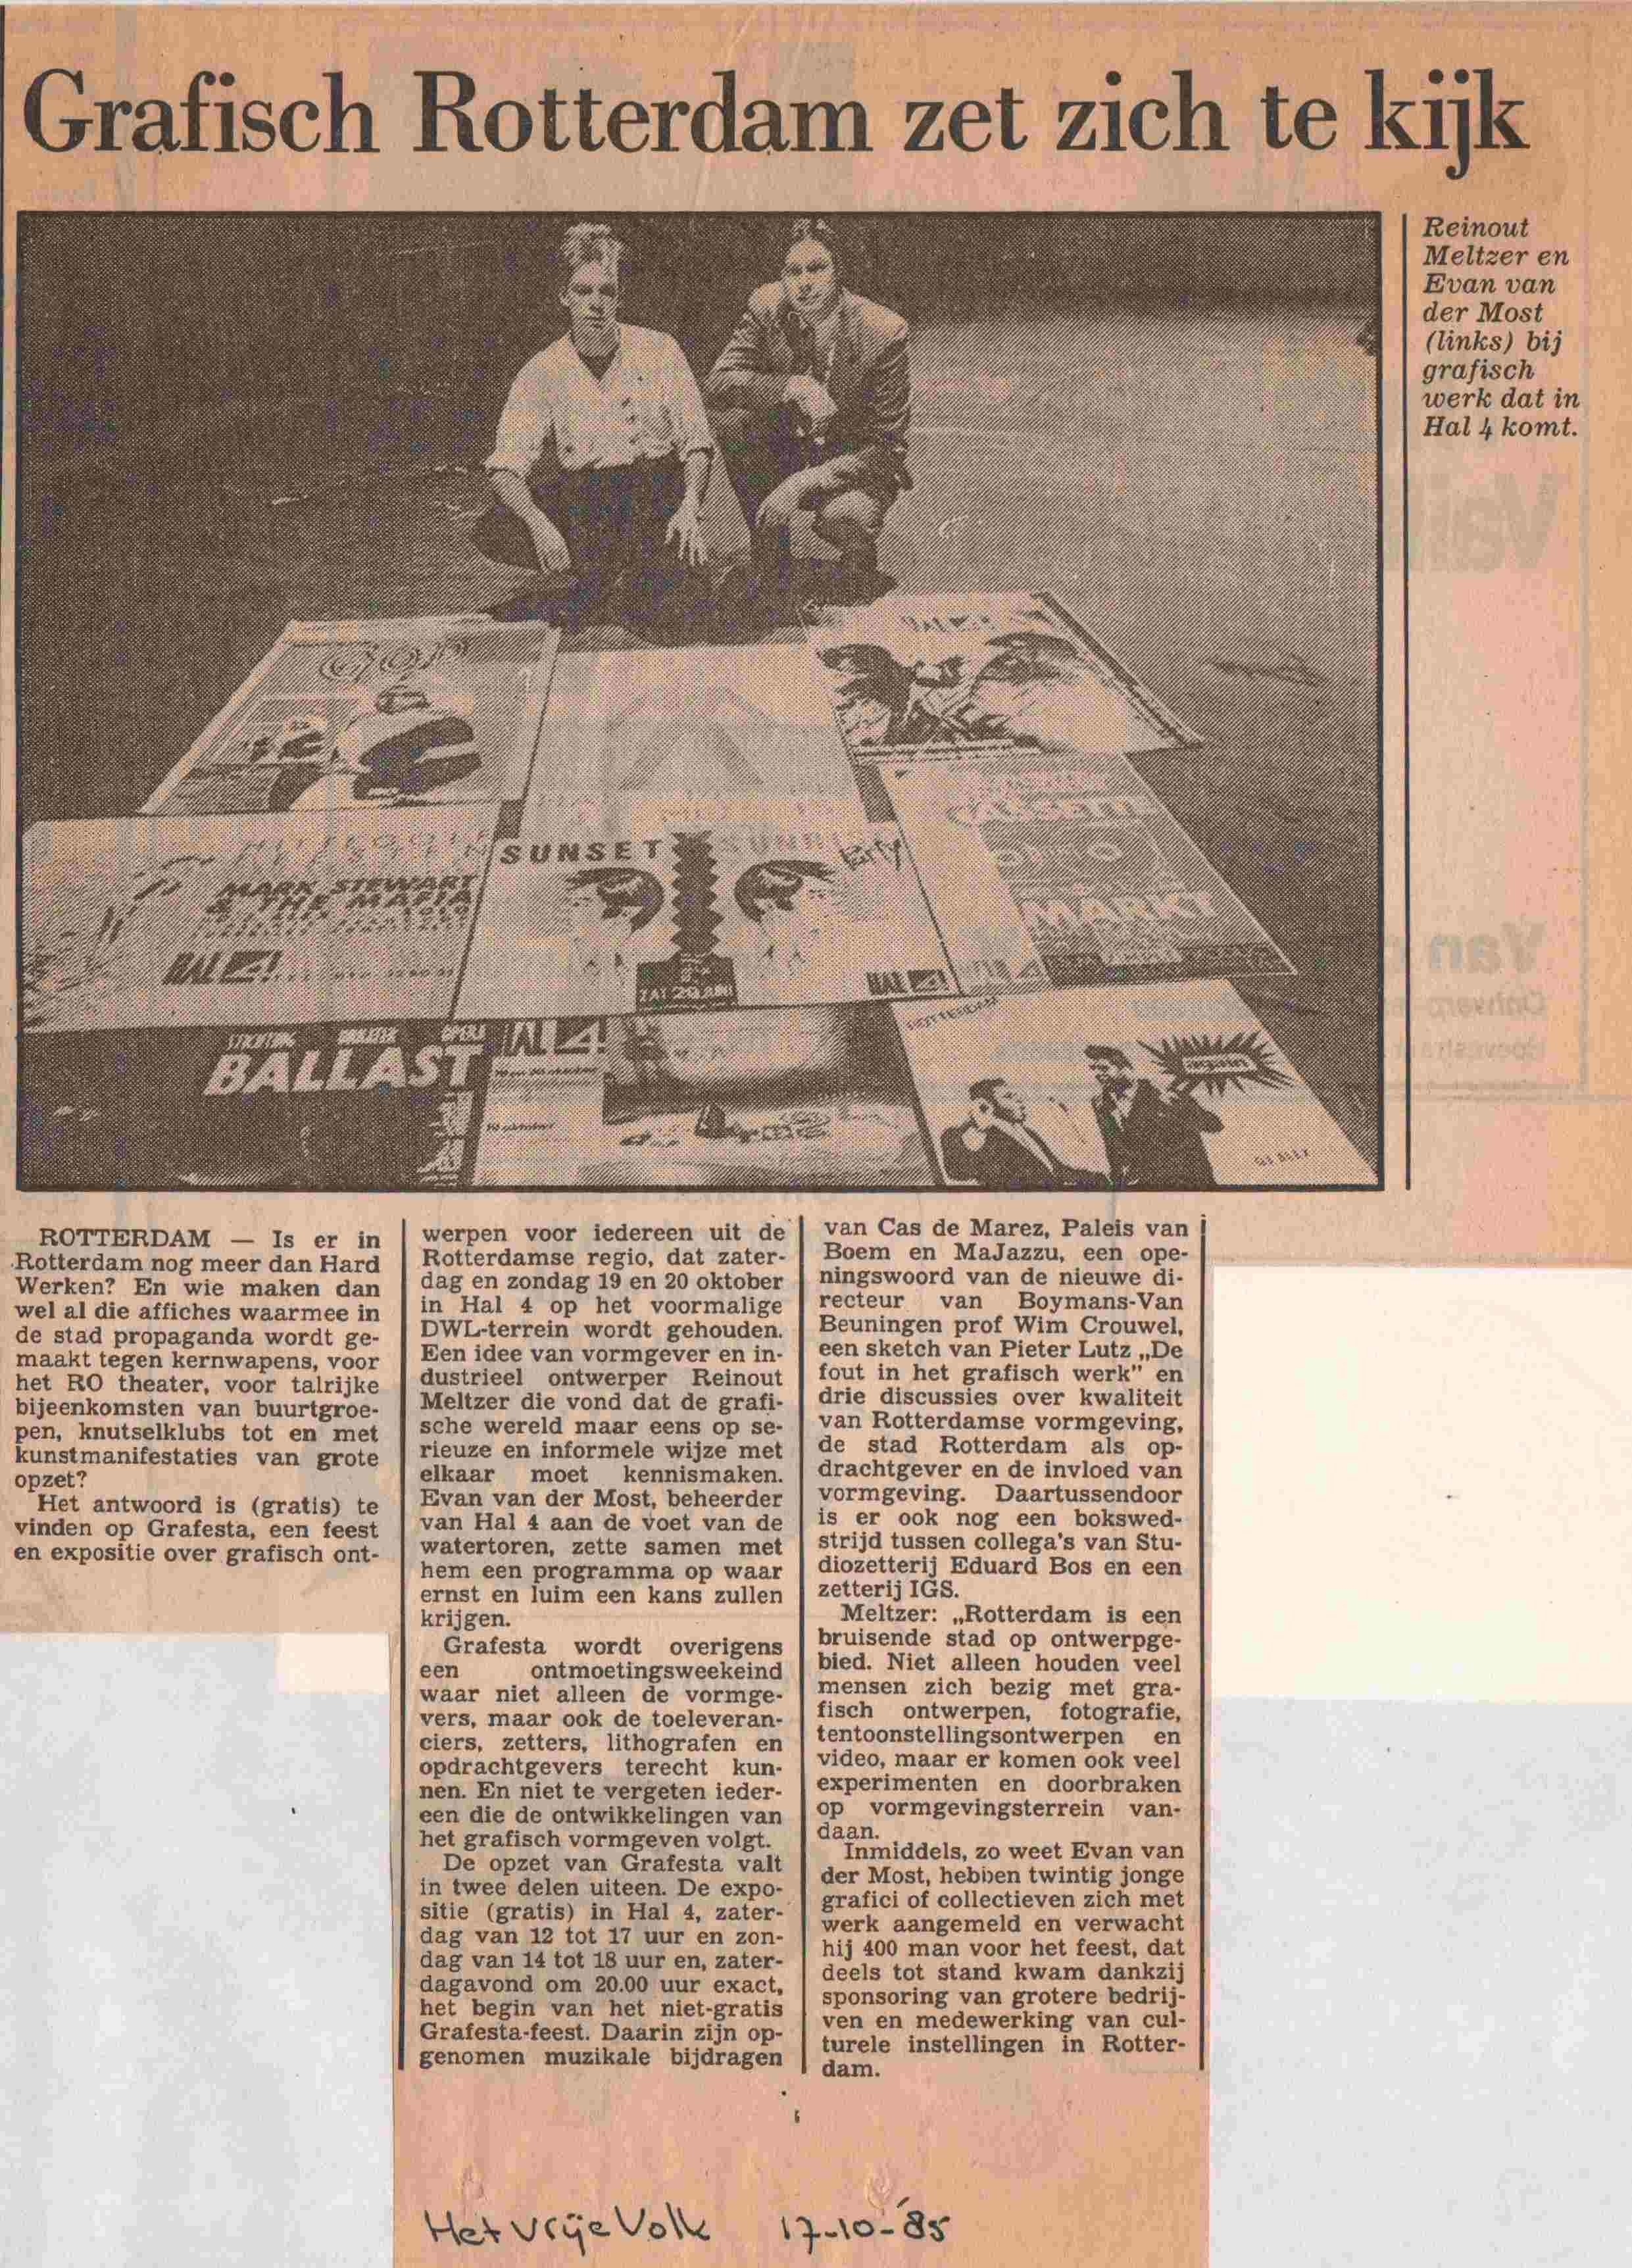 Grafisch Rotterdam zet zich te kijk
Reinout
Meltzer en
Evan van
der Most
(links) bij
grafisch
werk dat in
Hal 4 komt.
Gop
HAL 4
SUNSET
Party
CASSETT
MARK STEWART
& THE MAFIA
MARKT
HAL 4!
ZAT 29 JUNI
HAL 4!
STICHTING
OPERA
BALLAST
HAL 4!
10 oktober
ROTTERDAM
ROTTERDAM — Is er in
Rotterdam nog meer dan Hard
Werken? En wie maken dan
wel al die affiches waarmee in
de stad propaganda wordt ge-
maakt tegen kernwapens, voor
het RO theater, voor talrijke
bijeenkomsten van buurtgroe-
pen, knutselklubs tot en met
kunstmanifestaties van grote
opzet?
Het antwoord is (gratis) te
vinden op Grafesta, een feest
en expositie over grafisch ont-
werpen voor iedereen uit de
Rotterdamse regio, dat zater-
dag en zondag 19 en 20 oktober
in Hal 4 op het voormalige
DWL-terrein wordt gehouden.
Een idee van vormgever en in-
dustrieel ontwerper Reinout
Meltzer die vond dat de grafi-
sche wereld maar eens op se-
rieuze en informele wijze met
elkaar moet kennismaken.
Evan van der Most, beheerder
van Hal 4 aan de voet van de
watertoren, zette samen met
hem een programma op waar
ernst en luim een kans zullen
krijgen.
Grafesta wordt overigens
een ontmoetingsweekeind
waar niet alleen de vormge-
vers, maar ook de toeleveran-
ciers, zetters, lithografen en
opdrachtgevers terecht kun-
nen. En niet te vergeten ieder-
een die de ontwikkelingen van
het grafisch vormgeven volgt.
De opzet van Grafesta valt
in twee delen uiteen. De expo-
sitie (gratis) in Hal 4, zater-
dag van 12 tot 17 uur en zon-
dag van 14 tot 18 uur en, zater-
dagavond om 20.00 uur exact,
het begin van het niet-gratis
Grafesta-feest. Daarin zijn op-
genomen muzikale bijdragen
van Cas de Marez, Paleis van
Boem en MaJazzu, een ope-
ningswoord van de nieuwe di-
recteur van Boymans-Van
Beuningen prof Wim Crouwel,
een sketch van Pieter Lutz „De
fout in het grafisch werk” en
drie discussies over kwaliteit
van Rotterdamse vormgeving,
de stad Rotterdam als op-
drachtgever en de invloed van
vormgeving. Daartussendoor
is er ook nog een bokswed-
strijd tussen collega's van Stu-
diozetterij Eduard Bos en een
zetterij IGS.
Meltzer: „Rotterdam is een
bruisende stad op ontwerpge-
bied. Niet alleen houden veel
mensen zich bezig met gra-
fisch ontwerpen, fotografie,
tentoonstellingsontwerpen en
video, maar er komen ook veel
experimenten en doorbraken
op vormgevingsterrein van-
daan.
Inmiddels, zo weet Evan van
der Most, hebben twintig jonge
grafici of collectieven zich met
werk aangemeld en verwacht
hij 400 man voor het feest, dat
deels tot stand kwam dankzij
sponsoring van grotere bedrij-
ven en medewerking van cul-
turele instellingen in Rotter-
dam.
Het Vrije Volk 17-10-'85